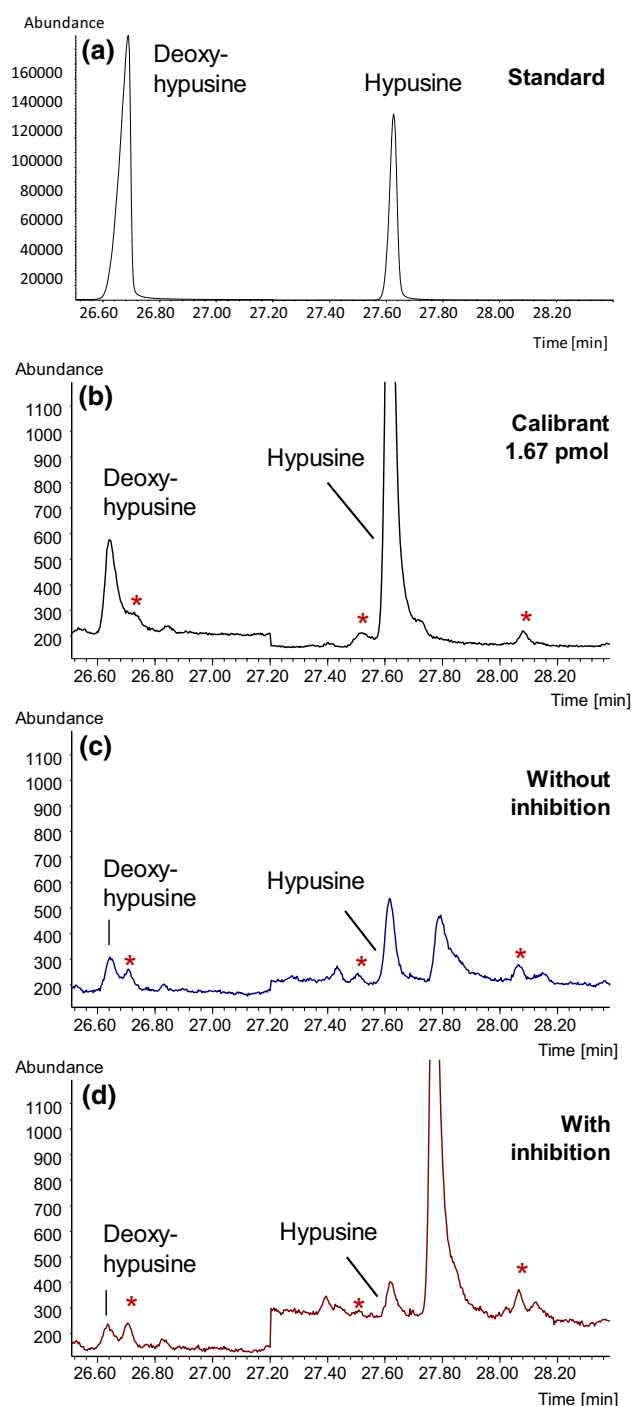 Abundance
(a)
Deoxy-
hypusine
Hypusine
Standard
160000
140000
120000
100000
80000
60000
40000
20000
26.60 26.80 27.00 27.20 27.40 27.60 27.80 28.00 28.20
Time [min]
Abundance
(b)
Calibrant
1.67 pmol
Deoxy-
hypusine
Hypusine
1100
1000
900
800
700
600
500
400
300
200
* * *
26.60 26.80 27.00 27.20 27.40 27.60 27.80 28.00 28.20
Time [min]
Abundance
(c)
Without
inhibition
Deoxy-
hypusine
Hypusine
1100
1000
900
800
700
600
500
400
300
200
* * *
26.60 26.80 27.00 27.20 27.40 27.60 27.80 28.00 28.20
Time [min]
Abundance
(d)
With
inhibition
Deoxy-
hypusine
Hypusine
1100
1000
900
800
700
600
500
400
300
200
* * *
26.60 26.80 27.00 27.20 27.40 27.60 27.80 28.00 28.20
Time [min]